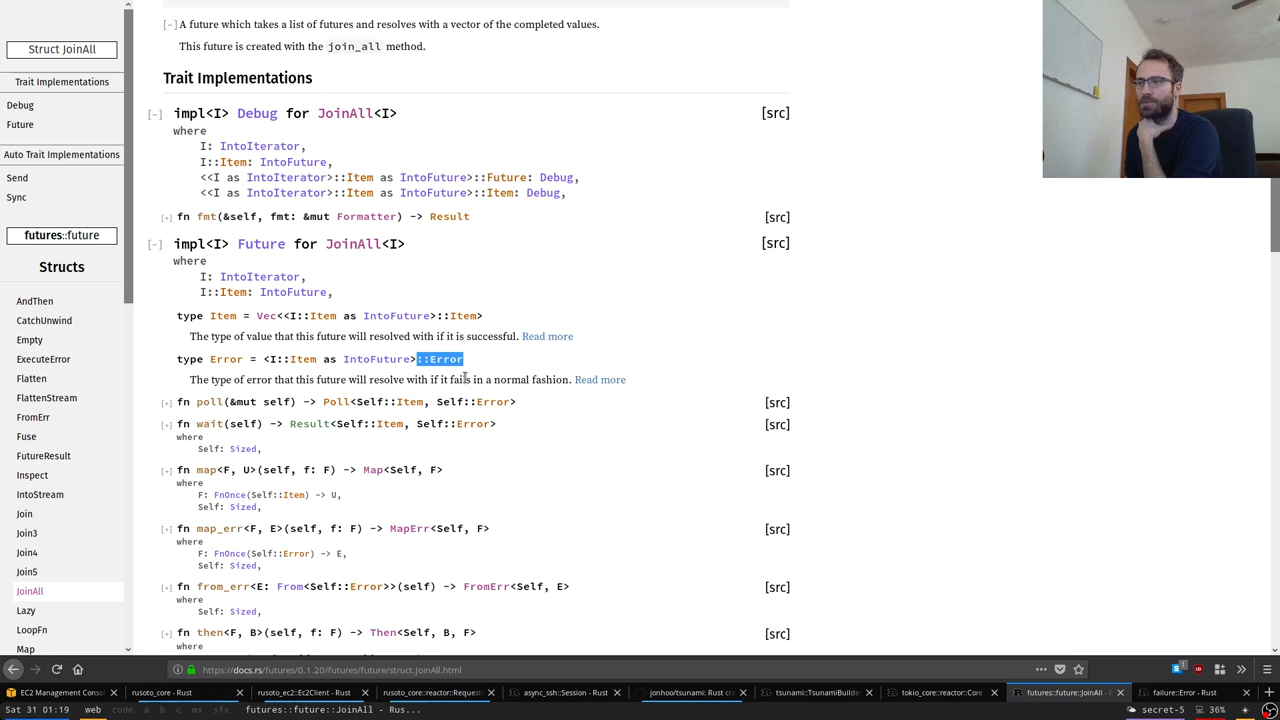 Struct JoinAll
Trait Implementations
Debug
Future
Auto Trait Implementations
Send
Sync
futures::future
Structs
AndThen
CatchUnwind
Empty
ExecuteError
Flatten
FlattenStream
FromErr
Fuse
FutureResult
Inspect
IntoStream
Join
Join3
Join4
Join5
JoinAll
Lazy
LoopFn
Map
[-] A future which takes a list of futures and resolves with a vector of the completed values.
This future is created with the join_all method.
Trait Implementations
[-] impl<I> Debug for JoinAll<I> [src]
where
I: IntoIterator,
I::Item: IntoFuture,
<<I as IntoIterator>::Item as IntoFuture>::Future: Debug,
<<I as IntoIterator>::Item as IntoFuture>::Item: Debug,
[+] fn fmt(&self, fmt: &mut Formatter) -> Result [src]
[-] impl<I> Future for JoinAll<I> [src]
where
I: IntoIterator,
I::Item: IntoFuture,
type Item = Vec<<I::Item as IntoFuture>::Item>
The type of value that this future will resolved with if it is successful. Read more
type Error = <I::Item as IntoFuture>::Error
The type of error that this future will resolve with if it fails in a normal fashion. Read more
[+] fn poll(&mut self) -> Poll<Self::Item, Self::Error> [src]
[+] fn wait(self) -> Result<Self::Item, Self::Error> [src]
where
Self: Sized,
[+] fn map<F, U>(self, f: F) -> Map<Self, F> [src]
where
F: FnOnce(Self::Item) -> U,
Self: Sized,
[+] fn map_err<F, E>(self, f: F) -> MapErr<Self, F> [src]
where
F: FnOnce(Self::Error) -> E,
Self: Sized,
[+] fn from_err<E: From<Self::Error>>(self) -> FromErr<Self, E> [src]
where
Self: Sized,
[+] fn then<F, B>(self, f: F) -> Then<Self, B, F> [src]
where
https://docs.rs/futures/0.1.20/futures/future/struct.JoinAll.html
EC2 Management Consol
rusoto_core - Rust
rusoto_ec2::Ec2Client - Rust
rusoto_core::reactor::Request
async_ssh::Session - Rust
jonhoo/tsunami: Rust cr
tsunami::TsunamiBuilde
tokio_core::reactor::Core
futures::future::JoinAll - R
failure::Error - Rust
Sat 31 01:19 web code a b c mx sfx futures::future::JoinAll - Rus... secret-5 36%